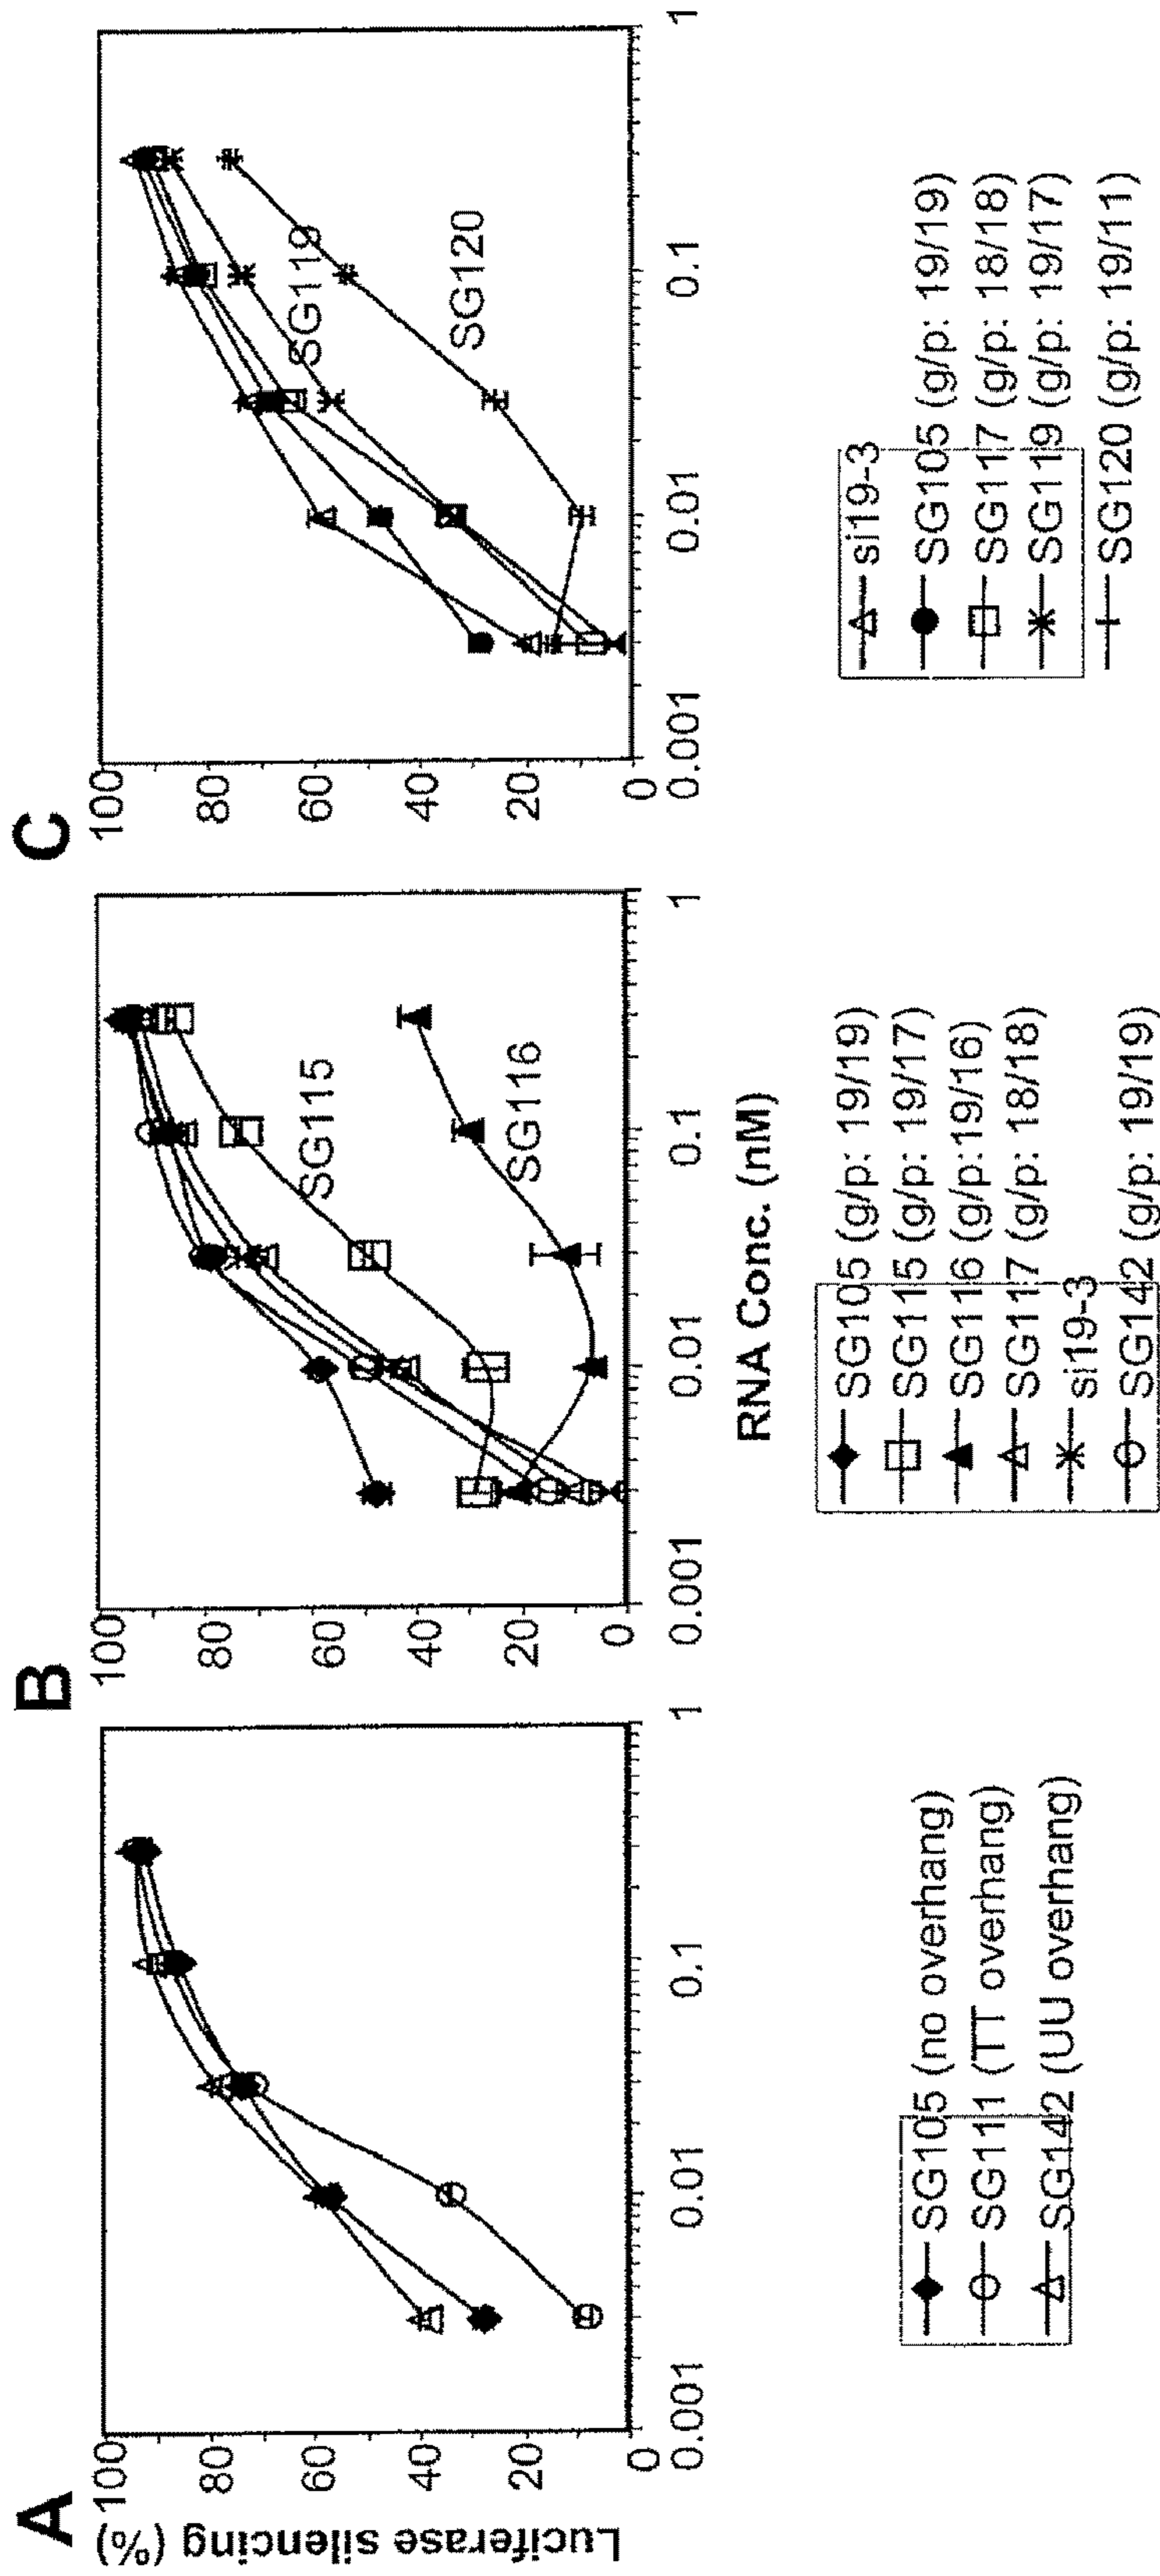 A
Luciferase silencing (%)
100
80
60
40
20
0
0.001
0.01
0.1
1
SG105 (no overhang)
SG111 (TT overhang)
SG142 (UU overhang)
B
100
80
60
40
20
0
SG115
SG116
0.001
0.01
0.1
1
RNA Conc. (nM)
SG105 (g/p: 19/19)
SG115 (g/p: 19/17)
SG116 (g/p:19/16)
SG117 (g/p: 18/18)
si19-3
SG142 (g/p: 19/19)
C
100
80
60
40
20
0
SG119
SG120
0.001
0.01
0.1
1
si19-3
SG105 (g/p: 19/19)
SG117 (g/p: 18/18)
SG119 (g/p: 19/17)
SG120 (g/p: 19/11)